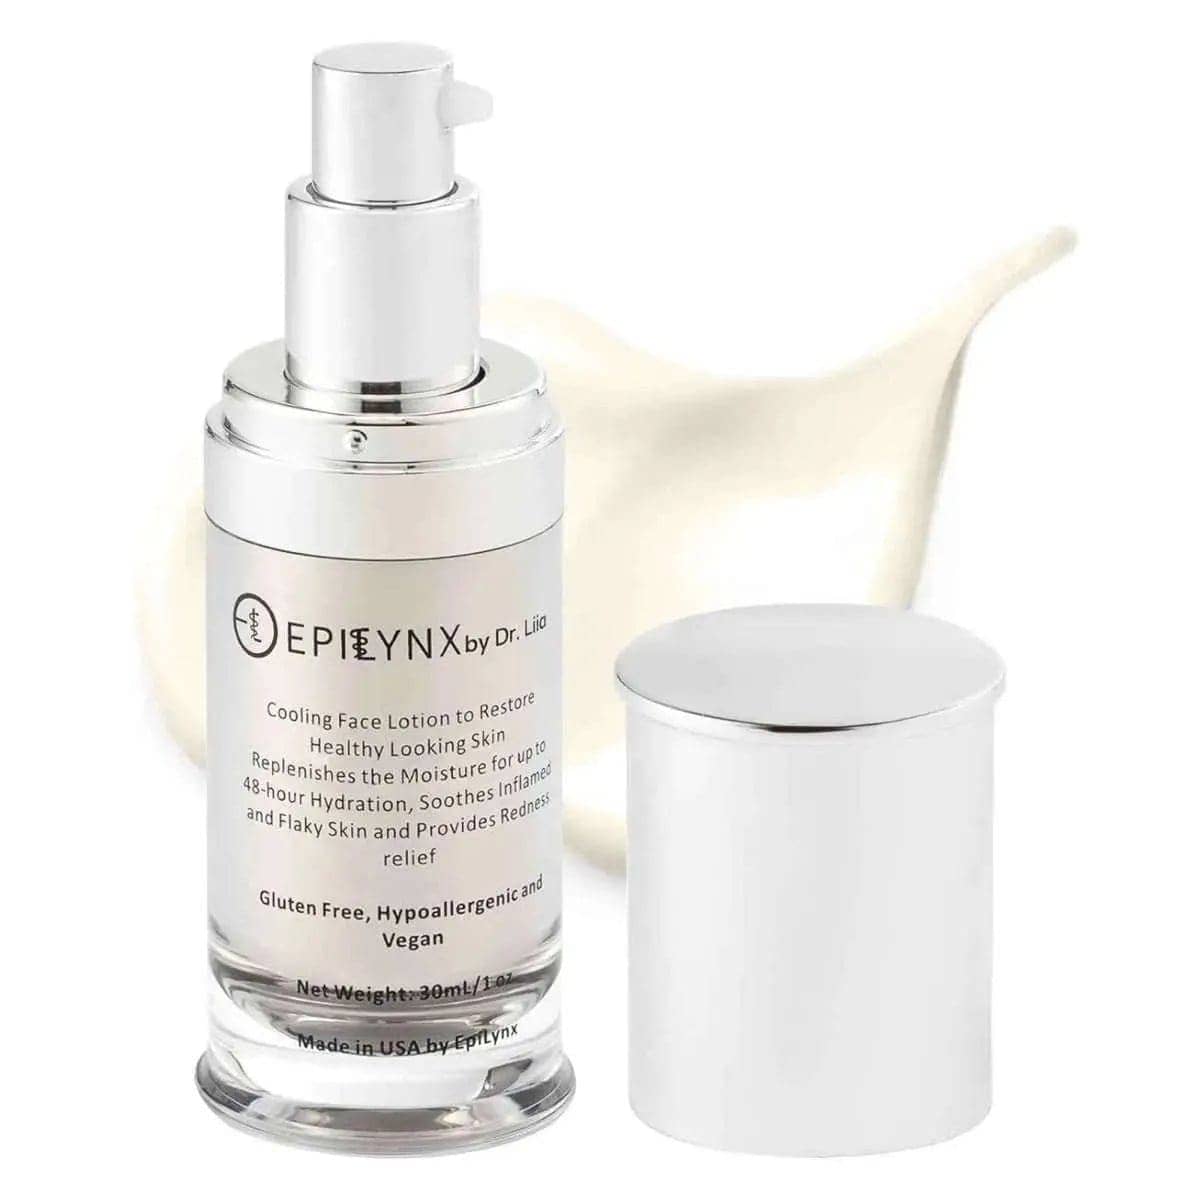 EPILYNX by Dr. Liia
Cooling Face Lotion to Restore
Healthy Looking Skin
Replenishes the Moisture for up to
48-hour Hydration, Soothes Inflamed
and Flaky Skin and Provides Redness
relief
Gluten Free, Hypoallergenic and
Vegan
Net Weight: 30mL/1 oz
Made in USA by EpiLynx